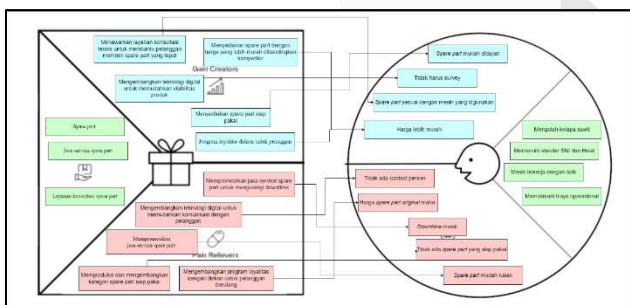 Menawarkan layanan konsultasi
teknis untuk membantu pelanggan
membeli spare part yang tepat
Menyediakan spare part dengan
harga yang lebih murah dibandingkan
kompetitor
Gain Creators
Mengembangkan teknologi digital
untuk memudahkan visibilitas
produk
Menyediakan spare part siap
pakai
Program loyalitas diskon untuk pelanggan
Spare part
Jasa service spare part
Layanan konsultasi spare part
Mempromosikan jasa service spare
part untuk mengurangi downtime
Mengembangkan teknologi digital untuk
memudahkan komunikasi dengan
pelanggan
Mempromosikan
jasa service spare part
Pain Relievers
Memproduksi dan mengembangkan
kategori spare part siap pakai
Mengembangkan program loyalitas
dengan diskon untuk pelanggan
berulang
Spare part mudah didapat
Tidak harus survey
Spare part sesuai dengan mesin yang digunakan
Harga lebih murah
Mengolah kelapa sawit
Memenuhi standar SNI dan Halal
Mesin bekerja dengan baik
Meminimasi biaya operasional
Tidak ada contact person
Harga spare part original mahal
Downtime mesin
Tidak ada spare part yang siap pakai
Spare part mudah rusak